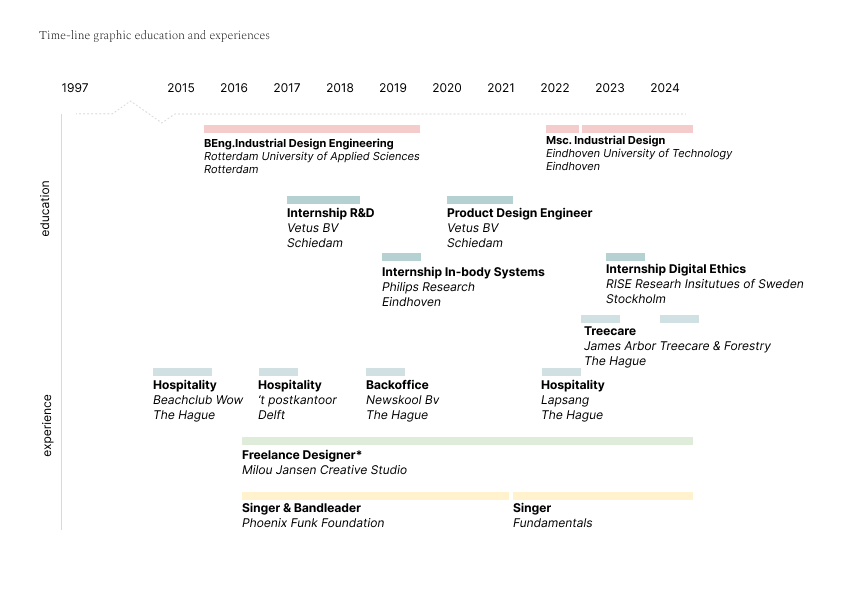 Time-line graphic education and experiences
1997 2015 2016 2017 2018 2019 2020 2021 2022 2023 2024
education
BEng.Industrial Design Engineering
Rotterdam University of Applied Sciences
Rotterdam
Msc. Industrial Design
Eindhoven University of Technology
Eindhoven
Internship R&D
Vetus BV
Schiedam
Product Design Engineer
Vetus BV
Schiedam
Internship In-body Systems
Philips Research
Eindhoven
Internship Digital Ethics
RISE Researh Insitutues of Sweden
Stockholm
Treecare
James Arbor Treecare & Forestry
The Hague
experience
Hospitality
Beachclub Wow
The Hague
Hospitality
't postkantoor
Delft
Backoffice
Newskool Bv
The Hague
Hospitality
Lapsang
The Hague
Freelance Designer*
Milou Jansen Creative Studio
Singer & Bandleader
Phoenix Funk Foundation
Singer
Fundamentals